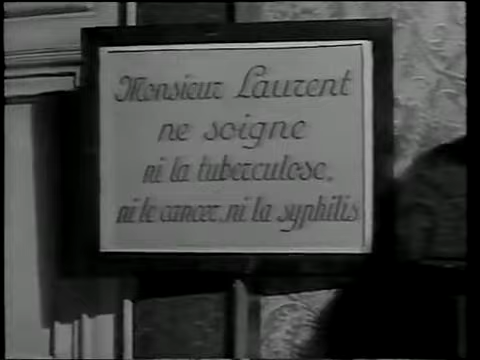 Monsieur Laurent
ne soigne
ni la tuberculose,
ni le cancer, ni la syphilis